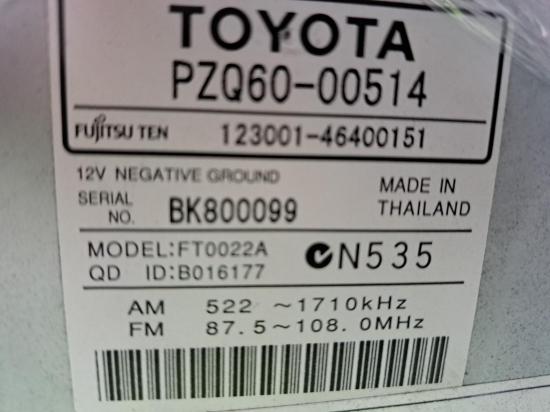 TOYOTA
PZQ60-00514
FUJITSU TEN 123001-46400151
12V NEGATIVE GROUND
SERIAL NO. BK800099
MADE IN THAILAND
MODEL:FT0022A
QD ID:B016177
N535
AM 522 ~1710kHz
FM 87.5~108.0MHz